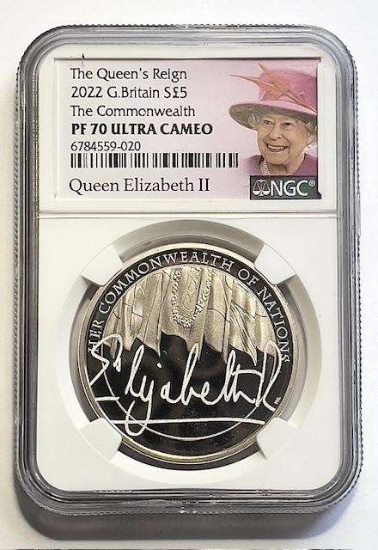 The Queen's Reign
2022 G.Britain S£5
The Commonwealth
PF 70 ULTRA CAMEO
6784559-020
Queen Elizabeth II
NGC
HER COMMONWEALTH OF NATIONS
Elizabeth R